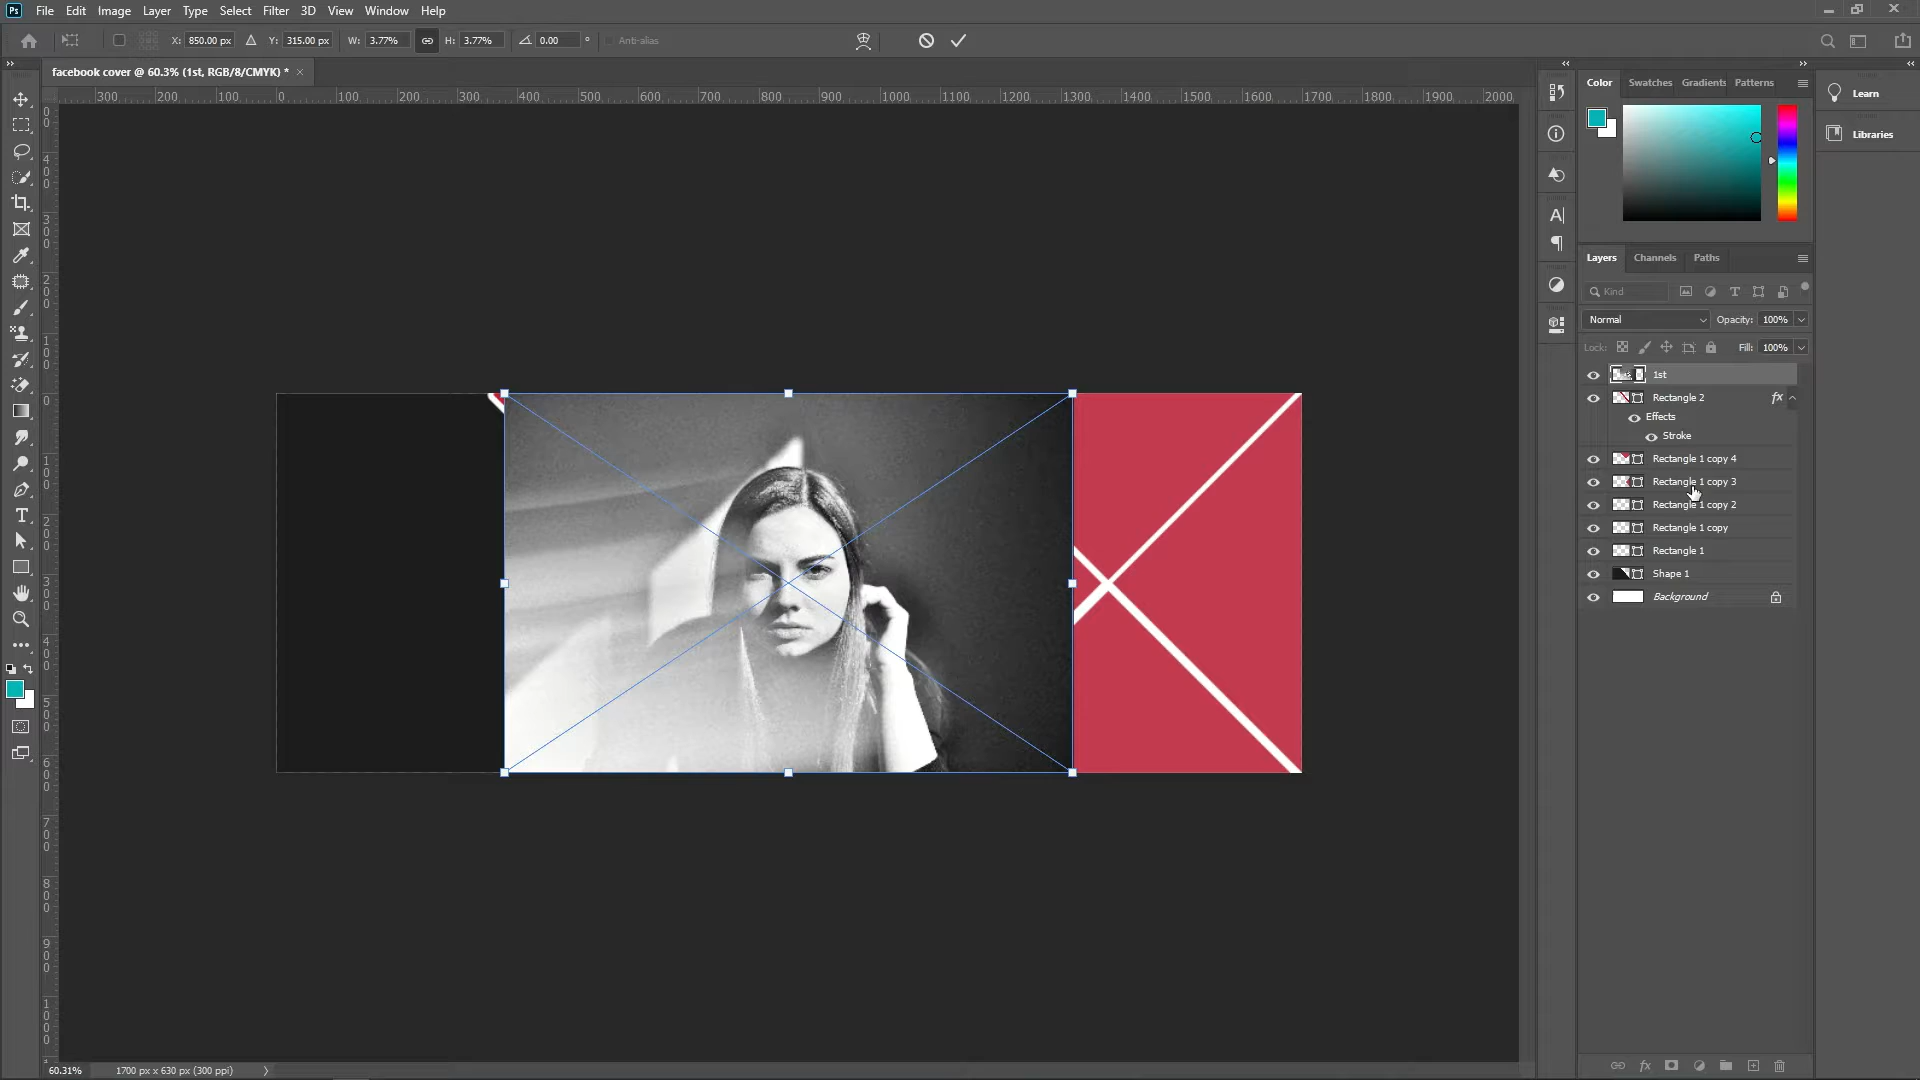 Ps File Edit Image Layer Type Select Filter 3D View Window Help
X: 850.00 px Y: 315.00 px W: 3.77% H: 3.77% 0.00 ° Anti-alias
facebook cover @ 60.3% (1st, RGB/8/CMYK) * ×
300 200 100 0 100 200 300 400 500 600 700 800 900 1000 1100 1200 1300 1400 1500 1600 1700 1800 1900 2000
Color Swatches Gradients Patterns
Learn
Libraries
Layers Channels Paths
Kind
Normal Opacity: 100%
Lock: Fill: 100%
1st
Rectangle 2 fx
Effects
Stroke
Rectangle 1 copy 4
Rectangle 1 copy 3
Rectangle 1 copy 2
Rectangle 1 copy
Rectangle 1
Shape 1
Background
60.31% 1700 px x 630 px (300 ppi)